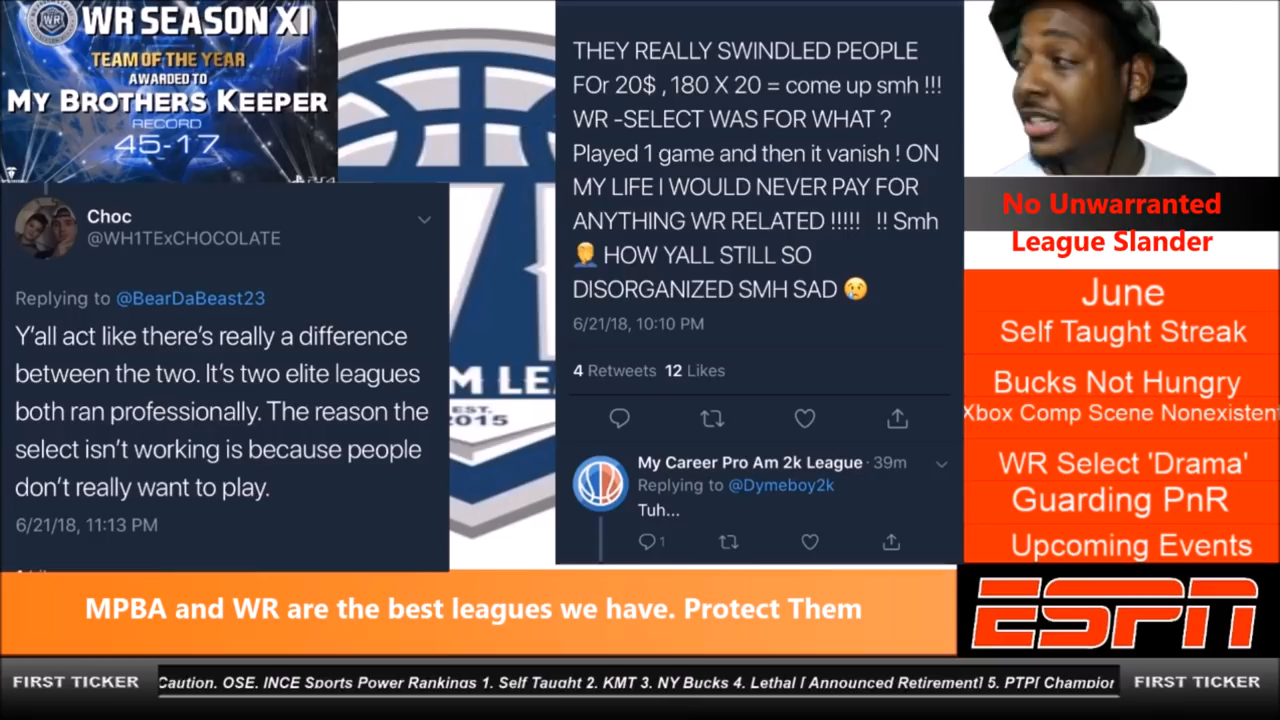 WR SEASON XI
TEAM OF THE YEAR
AWARDED TO
MY BROTHERS KEEPER
RECORD
45-17
WR
PS4
Choc
@WH1TExCHOCOLATE
Replying to @BearDaBeast23
Y'all act like there's really a difference
between the two. It's two elite leagues
both ran professionally. The reason the
select isn't working is because people
don't really want to play.
6/21/18, 11:13 PM
M LE
EST.
2015
THEY REALLY SWINDLED PEOPLE
FOr 20$ , 180 X 20 = come up smh !!!
WR -SELECT WAS FOR WHAT ?
Played 1 game and then it vanish ! ON
MY LIFE I WOULD NEVER PAY FOR
ANYTHING WR RELATED !!!!! !! Smh
🤦 HOW YALL STILL SO
DISORGANIZED SMH SAD 😢
6/21/18, 10:10 PM
4 Retweets 12 Likes
My Career Pro Am 2k League · 39m
Replying to @Dymeboy2k
Tuh...
1
No Unwarranted
League Slander
June
Self Taught Streak
Bucks Not Hungry
Xbox Comp Scene Nonexisten
WR Select 'Drama'
Guarding PnR
Upcoming Events
MPBA and WR are the best leagues we have. Protect Them
ESPN
FIRST TICKER
Caution. OSE. INCE Sports Power Rankings 1. Self Taught 2. KMT 3. NY Bucks 4. Lethal [ Announced Retirement] 5. PTP[ Champion
FIRST TICKER